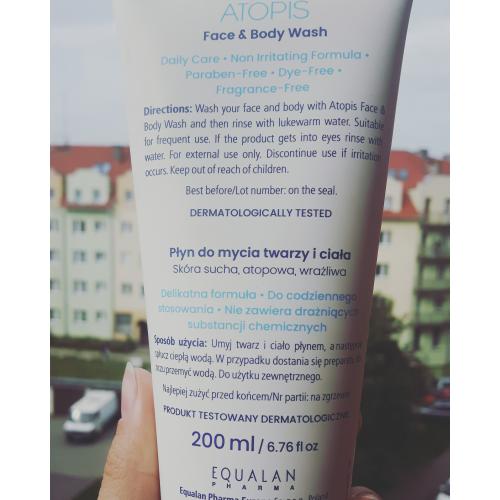 ATOPIS
Face & Body Wash
Daily Care • Non Irritating Formula •
Paraben-Free • Dye-Free •
Fragrance-Free
Directions: Wash your face and body with Atopis Face &
Body Wash and then rinse with lukewarm water. Suitable
for frequent use. If the product gets into eyes rinse with
water. For external use only. Discontinue use if irritation
occurs. Keep out of reach of children.
Best before/Lot number: on the seal.
DERMATOLOGICALLY TESTED
Płyn do mycia twarzy i ciała
Skóra sucha, atopowa, wrażliwa
Delikatna formuła • Do codziennego
stosowania • Nie zawiera drażniących
substancji chemicznych
Sposób użycia: Umyj twarz i ciało płynem, a następnie
spłucz ciepłą wodą. W przypadku dostania się preparatu do
oczu przemyć wodą. Do użytku zewnętrznego.
Najlepiej zużyć przed końcem/Nr partii: na zgrzewie
PRODUKT TESTOWANY DERMATOLOGICZNIE
200 ml / 6.76 fl oz
EQUALAN
PHARMA
Equalan Pharma Europe Poland